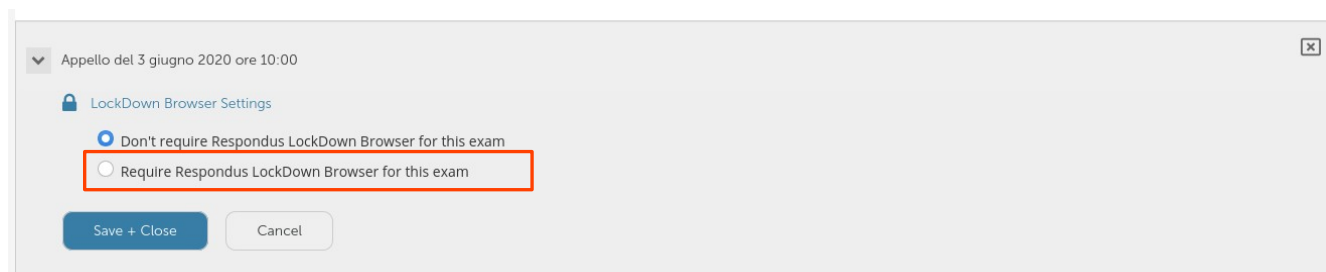 Appello del 3 giugno 2020 ore 10:00
LockDown Browser Settings
Don't require Respondus LockDown Browser for this exam
Require Respondus LockDown Browser for this exam
Save + Close
Cancel